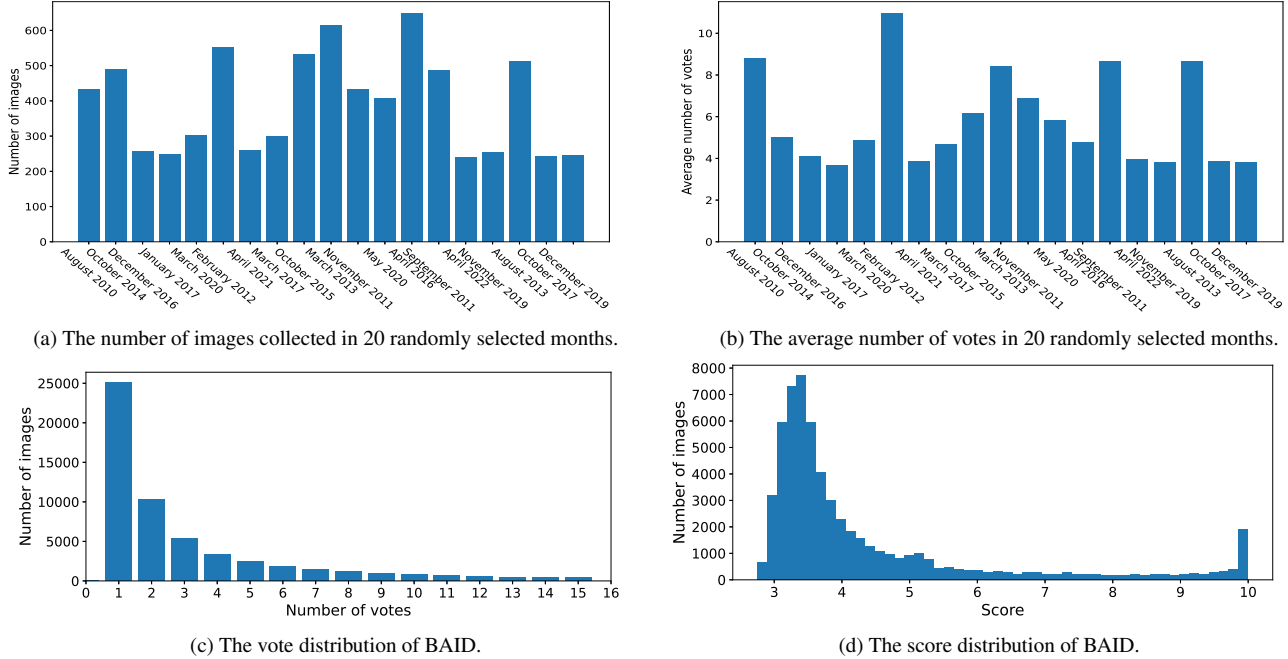 Number of images
600
500
400
300
200
100
0
August 2010
October 2014
December 2016
January 2017
March 2020
February 2012
April 2021
March 2017
October 2015
March 2013
November 2011
May 2020
April 2016
September 2011
April 2022
November 2019
August 2013
October 2017
December 2019
(a) The number of images collected in 20 randomly selected months.
Average number of votes
10
8
6
4
2
0
August 2010
October 2014
December 2016
January 2017
March 2020
February 2012
April 2021
March 2017
October 2015
March 2013
November 2011
May 2020
April 2016
September 2011
April 2022
November 2019
August 2013
October 2017
December 2019
(b) The average number of votes in 20 randomly selected months.
Number of images
25000
20000
15000
10000
5000
0
0 1 2 3 4 5 6 7 8 9 10 11 12 13 14 15 16
Number of votes
(c) The vote distribution of BAID.
Number of images
8000
7000
6000
5000
4000
3000
2000
1000
0
3 4 5 6 7 8 9 10
Score
(d) The score distribution of BAID.